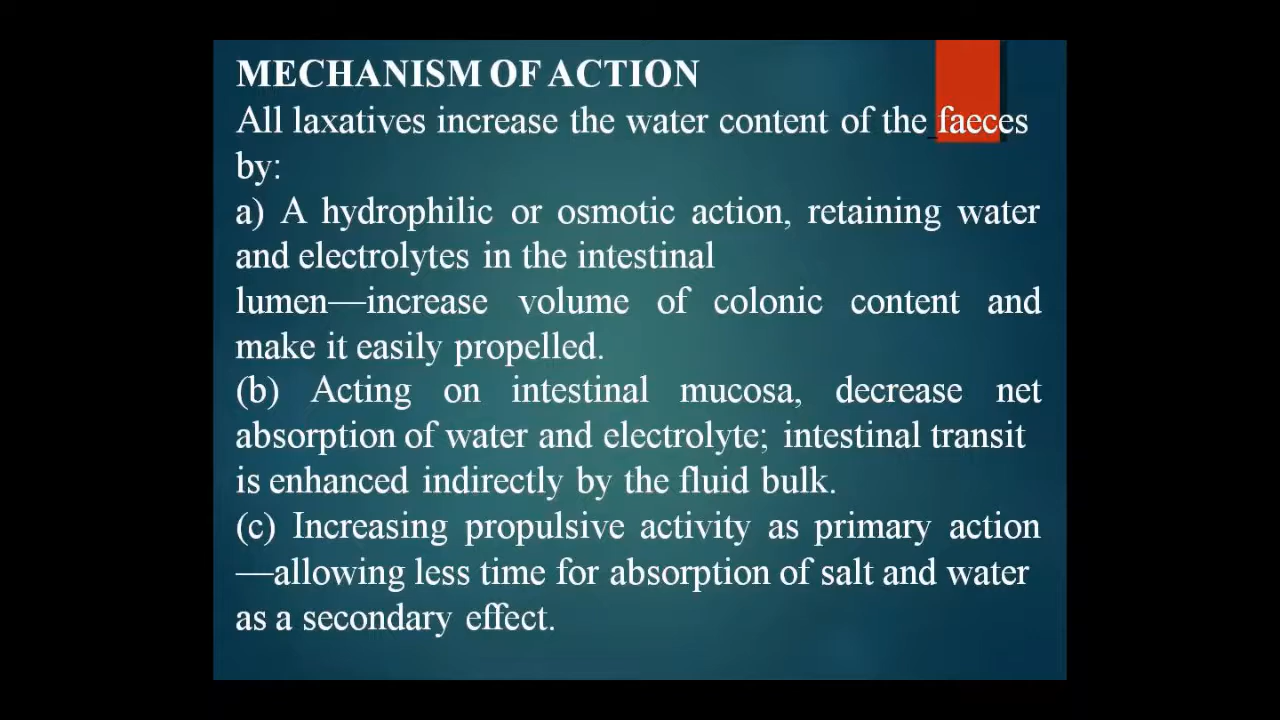 MECHANISM OF ACTION
All laxatives increase the water content of the faeces
by:
a) A hydrophilic or osmotic action, retaining water
and electrolytes in the intestinal
lumen—increase volume of colonic content and
make it easily propelled.
(b) Acting on intestinal mucosa, decrease net
absorption of water and electrolyte; intestinal transit
is enhanced indirectly by the fluid bulk.
(c) Increasing propulsive activity as primary action
—allowing less time for absorption of salt and water
as a secondary effect.